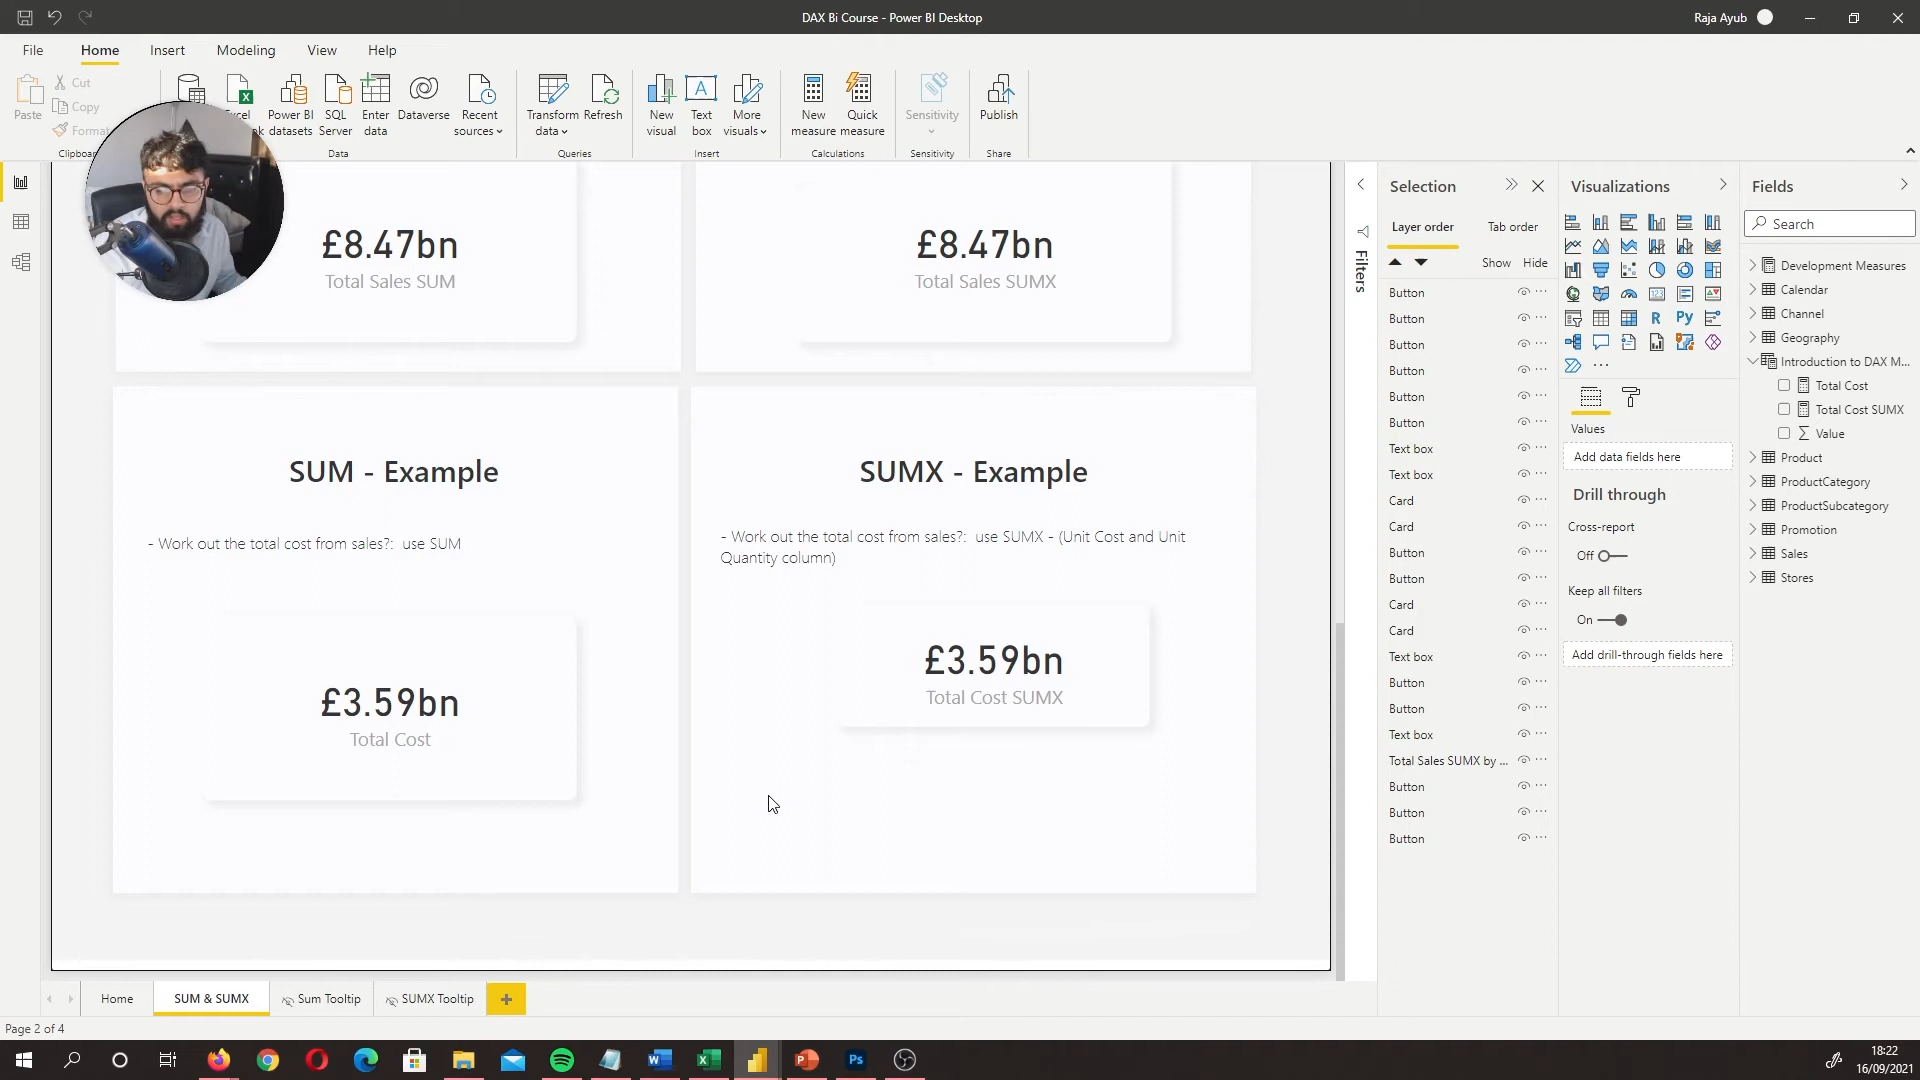 DAX Bi Course - Power BI Desktop
Raja Ayub
File
Home
Insert
Modeling
View
Help
Paste
Cut
Copy
Format
Power BI
datasets
SQL
Server
Enter
data
Dataverse
Recent
sources
Transform
data
Refresh
New
visual
Text
box
More
visuals
New
measure
Quick
measure
Sensitivity
Publish
Data
Queries
Insert
Calculations
Sensitivity
Share
£8.47bn
Total Sales SUM
£8.47bn
Total Sales SUMX
SUM - Example
- Work out the total cost from sales?: use SUM
£3.59bn
Total Cost
SUMX - Example
- Work out the total cost from sales?: use SUMX - (Unit Cost and Unit
Quantity column)
£3.59bn
Total Cost SUMX
Filters
Selection
Layer order
Tab order
Show
Hide
Button
Button
Button
Button
Button
Button
Text box
Text box
Card
Card
Button
Button
Card
Card
Text box
Button
Button
Text box
Total Sales SUMX by ...
Button
Button
Button
Visualizations
R
Py
Values
Add data fields here
Drill through
Cross-report
Off
Keep all filters
On
Add drill-through fields here
Fields
Search
Development Measures
Calendar
Channel
Geography
Introduction to DAX M...
Total Cost
Total Cost SUMX
Value
Product
ProductCategory
ProductSubcategory
Promotion
Sales
Stores
Home
SUM & SUMX
Sum Tooltip
SUMX Tooltip
Page 2 of 4
18:22
16/09/2021